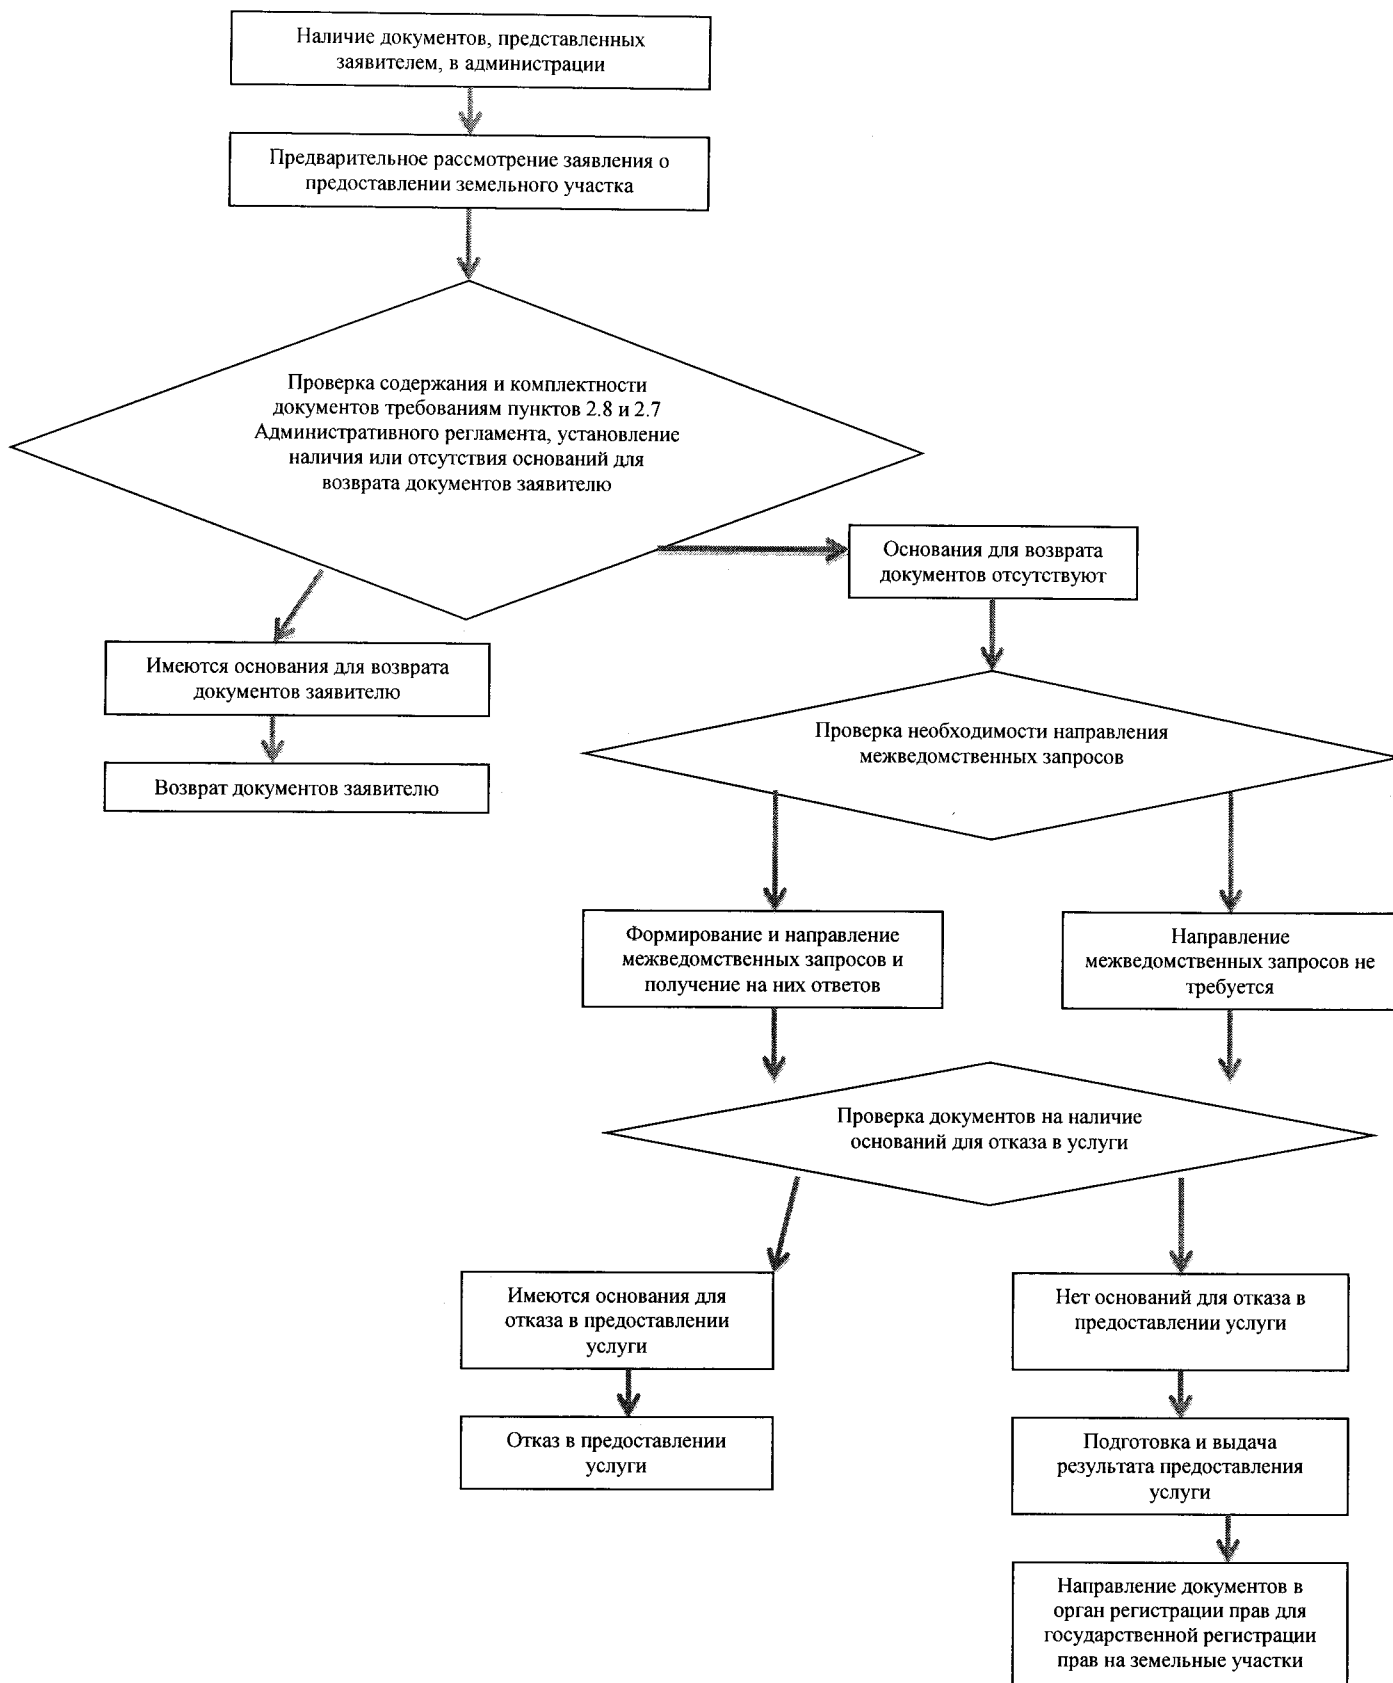 Наличие документов, представленных
заявителем, в администрации
Предварительное рассмотрение заявления о
предоставлении земельного участка
Проверка содержания и комплектности
документов требованиям пунктов 2.8 и 2.7
Административного регламента, установление
наличия или отсутствия оснований для
возврата документов заявителю
Основания для возврата
документов отсутствуют
Имеются основания для возврата
документов заявителю
Возврат документов заявителю
Проверка необходимости направления
межведомственных запросов
Формирование и направление
межведомственных запросов и
получение на них ответов
Направление
межведомственных запросов не
требуется
Проверка документов на наличие
оснований для отказа в услуги
Имеются основания для
отказа в предоставлении
услуги
Нет оснований для отказа в
предоставлении услуги
Отказ в предоставлении
услуги
Подготовка и выдача
результата предоставления
услуги
Направление документов в
орган регистрации прав для
государственной регистрации
прав на земельные участки